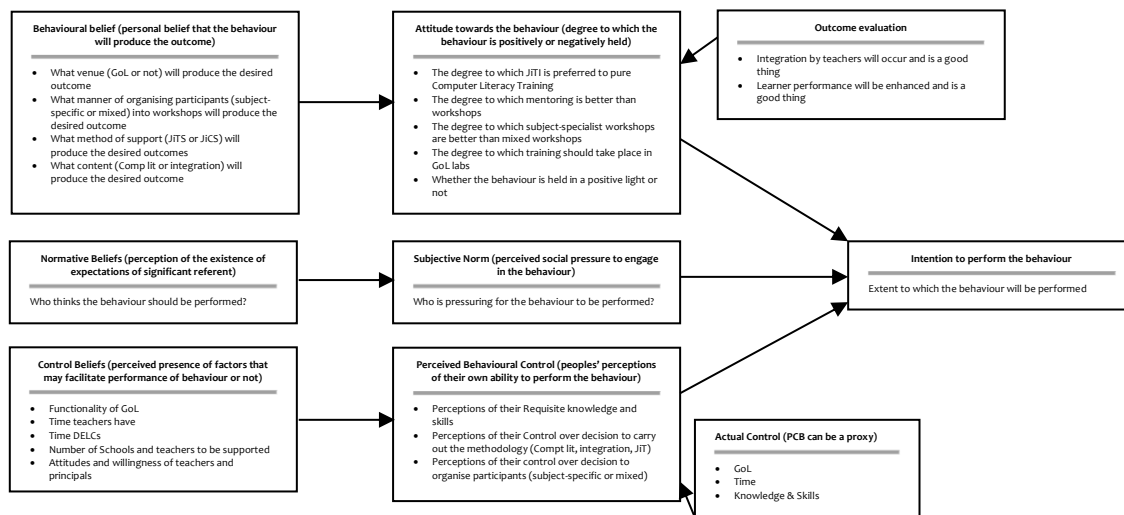 Behavioural belief (personal belief that the behaviour
will produce the outcome)
• What venue (GoL or not) will produce the desired
outcome
• What manner of organising participants (subject-
specific or mixed) into workshops will produce the
desired outcome
• What method of support (JiTS or JiCS) will
produce the desired outcomes
• What content (Comp lit or integration) will
produce the desired outcome
Attitude towards the behaviour (degree to which the
behaviour is positively or negatively held)
• The degree to which JiTI is preferred to pure
Computer Literacy Training
• The degree to which mentoring is better than
workshops
• The degree to which subject-specialist workshops
are better than mixed workshops
• The degree to which training should take place in
GoL labs
• Whether the behaviour is held in a positive light or
not
Outcome evaluation
• Integration by teachers will occur and is a good
thing
• Learner performance will be enhanced and is a
good thing
Normative Beliefs (perception of the existence of
expectations of significant referent)
Who thinks the behaviour should be performed?
Subjective Norm (perceived social pressure to engage
in the behaviour)
Who is pressuring for the behaviour to be performed?
Intention to perform the behaviour
Extent to which the behaviour will be performed
Control Beliefs (perceived presence of factors that
may facilitate performance of behaviour or not)
• Functionality of GoL
• Time teachers have
• Time DELCs
• Number of Schools and teachers to be supported
• Attitudes and willingness of teachers and
principals
Perceived Behavioural Control (peoples' perceptions
of their own ability to perform the behaviour)
• Perceptions of their Requisite knowledge and
skills
• Perceptions of their Control over decision to carry
out the methodology (Compt lit, integration, JiT)
• Perceptions of their control over decision to
organise participants (subject-specific or mixed)
Actual Control (PCB can be a proxy)
• GoL
• Time
• Knowledge & Skills